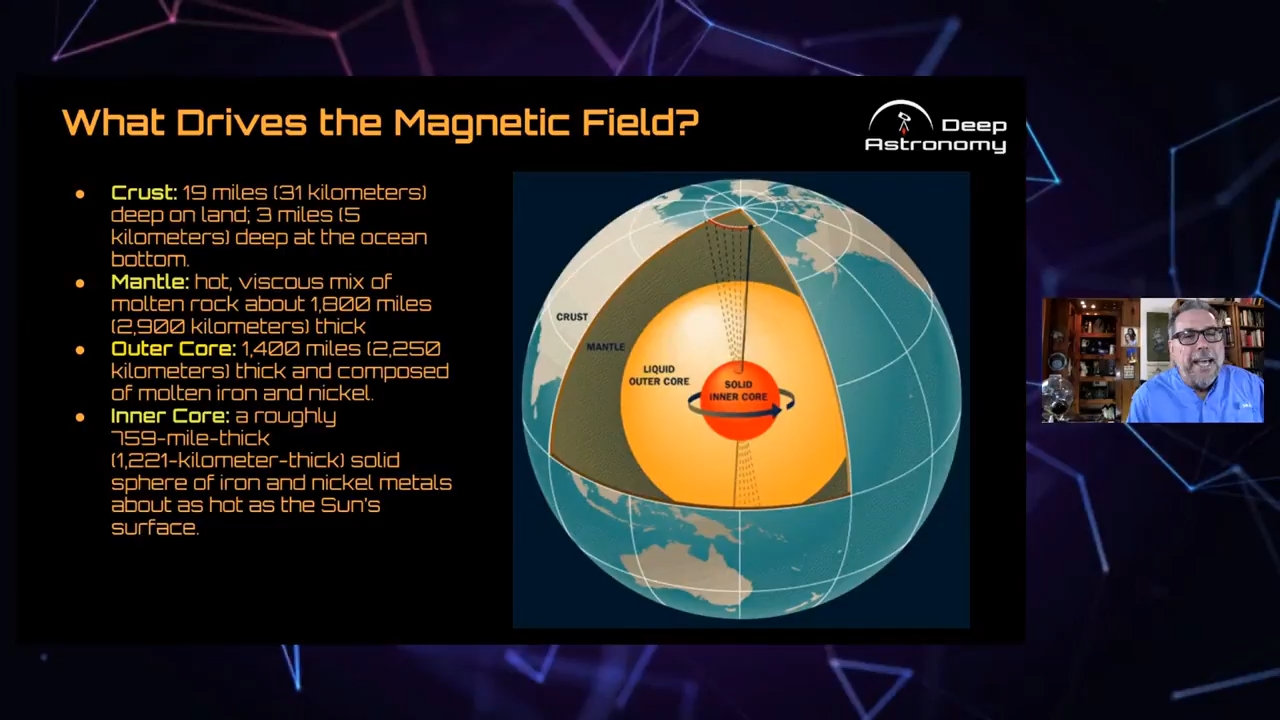 What Drives the Magnetic Field?
Deep
Astronomy
● Crust: 19 miles (31 kilometers)
deep on land; 3 miles (5
kilometers) deep at the ocean
bottom.
● Mantle: hot, viscous mix of
molten rock about 1,800 miles
(2,900 kilometers) thick
● Outer Core: 1,400 miles (2,250
kilometers) thick and composed
of molten iron and nickel.
● Inner Core: a roughly
759-mile-thick
(1,221-kilometer-thick) solid
sphere of iron and nickel metals
about as hot as the Sun's
surface.
CRUST
MANTLE
LIQUID
OUTER CORE
SOLID
INNER CORE